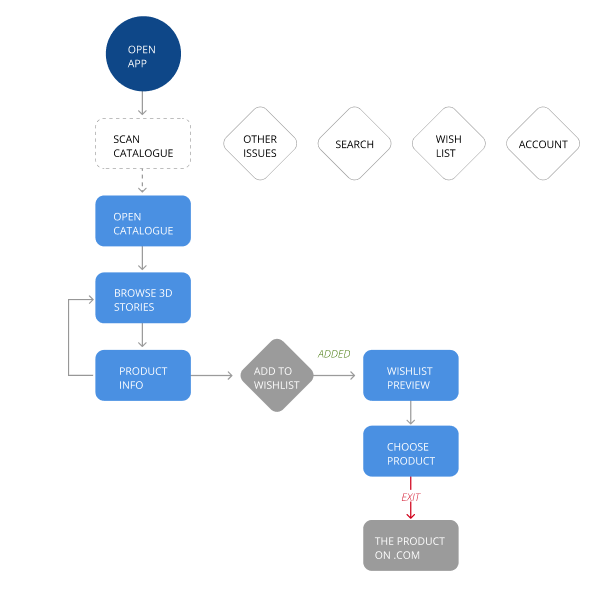 OPEN
APP
SCAN
CATALOGUE
OTHER
ISSUES
SEARCH
WISH
LIST
ACCOUNT
OPEN
CATALOGUE
BROWSE 3D
STORIES
PRODUCT
INFO
ADD TO
WISHLIST
ADDED
WISHLIST
PREVIEW
CHOOSE
PRODUCT
EXIT
THE PRODUCT
ON .COM